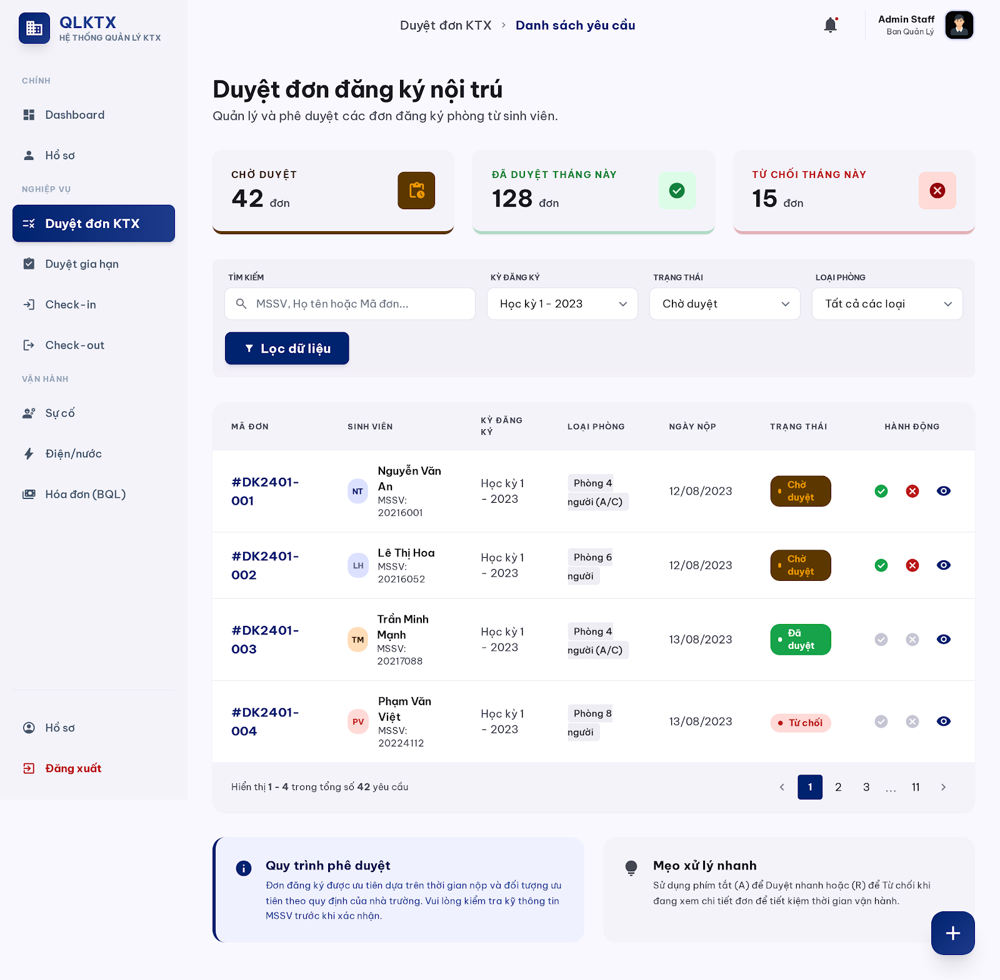 QLKTX
HỆ THỐNG QUẢN LÝ KTX
CHÍNH
Dashboard
Hồ sơ
NGHIỆP VỤ
Duyệt đơn KTX
Duyệt gia hạn
Check-in
Check-out
VẬN HÀNH
Sự cố
Điện/nước
Hóa đơn (BQL)
Hồ sơ
Đăng xuất
Duyệt đơn KTX › Danh sách yêu cầu
Admin Staff
Ban Quản Lý
Duyệt đơn đăng ký nội trú
Quản lý và phê duyệt các đơn đăng ký phòng từ sinh viên.
CHỜ DUYỆT
42 đơn
ĐÃ DUYỆT THÁNG NÀY
128 đơn
TỪ CHỐI THÁNG NÀY
15 đơn
TÌM KIẾM
MSSV, Họ tên hoặc Mã đơn...
KỲ ĐĂNG KÝ
Học kỳ 1 - 2023
TRẠNG THÁI
Chờ duyệt
LOẠI PHÒNG
Tất cả các loại
Lọc dữ liệu
MÃ ĐƠN
SINH VIÊN
KỲ ĐĂNG
KÝ
LOẠI PHÒNG
NGÀY NỘP
TRẠNG THÁI
HÀNH ĐỘNG
#DK2401-
001
NT
Nguyễn Văn
An
MSSV:
20216001
Học kỳ 1
- 2023
Phòng 4
người (A/C)
12/08/2023
Chờ
duyệt
#DK2401-
002
LH
Lê Thị Hoa
MSSV:
20216052
Học kỳ 1
- 2023
Phòng 6
người
12/08/2023
Chờ
duyệt
#DK2401-
003
TM
Trần Minh
Mạnh
MSSV:
20217088
Học kỳ 1
- 2023
Phòng 4
người (A/C)
13/08/2023
Đã
duyệt
#DK2401-
004
PV
Phạm Văn
Việt
MSSV:
20224112
Học kỳ 1
- 2023
Phòng 8
người
13/08/2023
Từ chối
Hiển thị 1 - 4 trong tổng số 42 yêu cầu
1 2 3 ... 11
Quy trình phê duyệt
Đơn đăng ký được ưu tiên dựa trên thời gian nộp và đối tượng ưu
tiên theo quy định của nhà trường. Vui lòng kiểm tra kỹ thông tin
MSSV trước khi xác nhận.
Mẹo xử lý nhanh
Sử dụng phím tắt (A) để Duyệt nhanh hoặc (R) để Từ chối khi
đang xem chi tiết đơn để tiết kiệm thời gian vận hành.